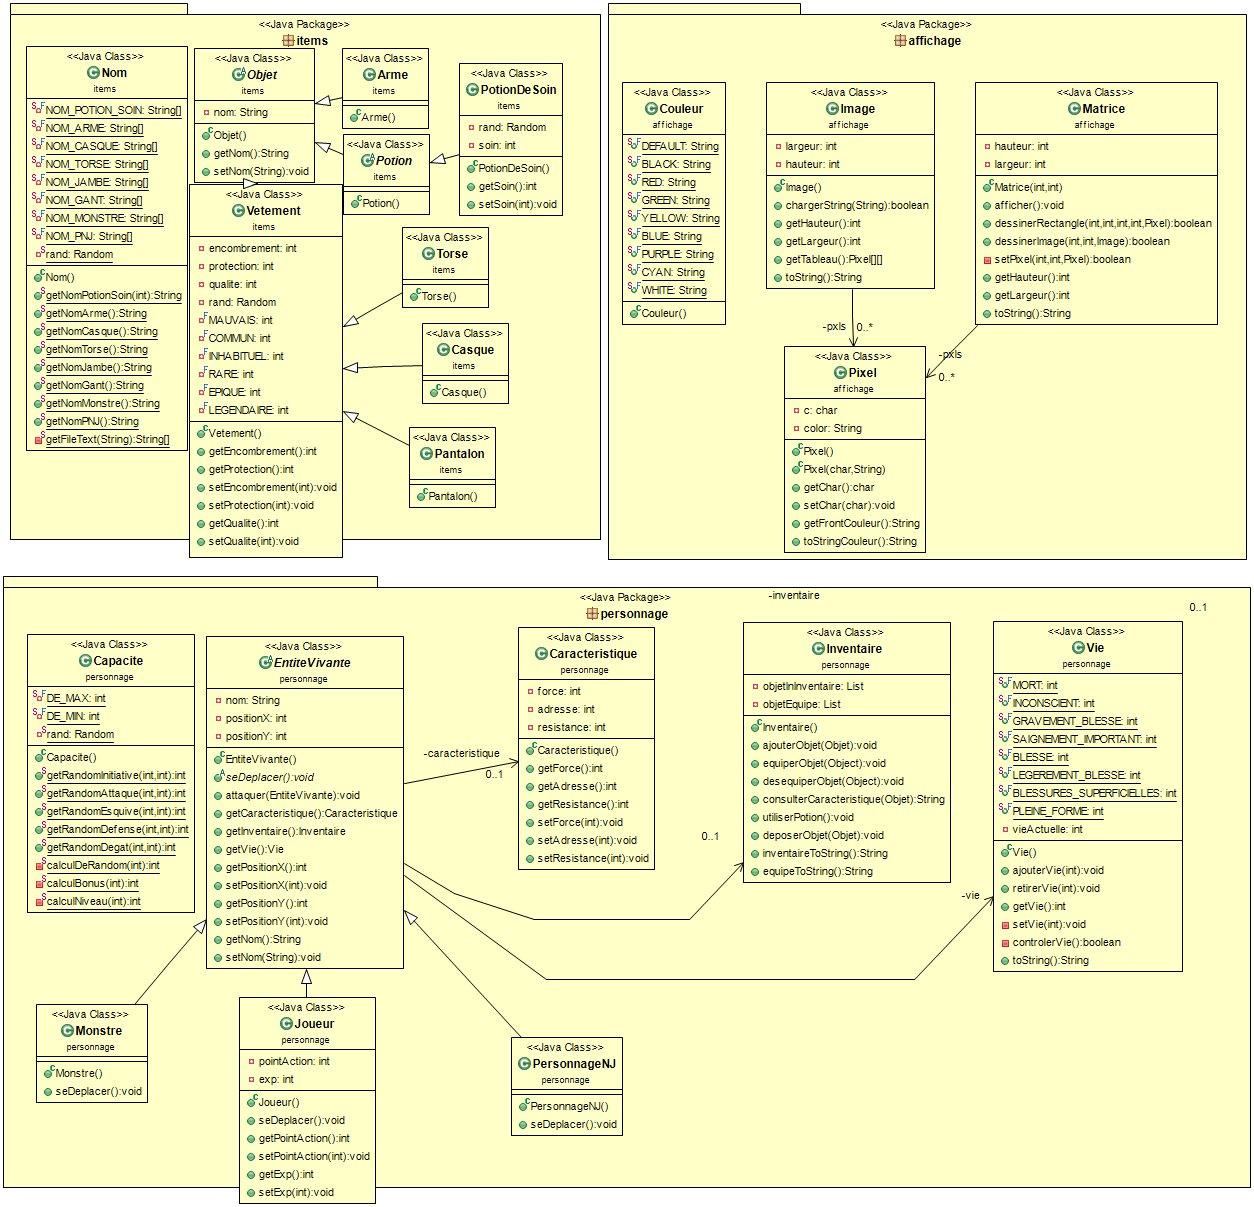 <<Java Package>>
items
<<Java Class>>
Nom
items
NOM_POTION_SOIN: String[]
NOM_ARME: String[]
NOM_CASQUE: String[]
NOM_TORSE: String[]
NOM_JAMBE: String[]
NOM_GANT: String[]
NOM_MONSTRE: String[]
NOM_PNJ: String[]
rand: Random
Nom()
getNomPotionSoin(int):String
getNomArme():String
getNomCasque():String
getNomTorse():String
getNomJambe():String
getNomGant():String
getNomMonstre():String
getNomPNJ():String
getFileText(String):String[]
<<Java Class>>
Objet
items
nom: String
Objet()
getNom():String
setNom(String):void
<<Java Class>>
Arme
items
Arme()
<<Java Class>>
Potion
items
Potion()
<<Java Class>>
PotionDeSoin
items
rand: Random
soin: int
PotionDeSoin()
getSoin():int
setSoin(int):void
<<Java Class>>
Vetement
items
encombrement: int
protection: int
qualite: int
rand: Random
MAUVAIS: int
COMMUN: int
INHABITUEL: int
RARE: int
EPIQUE: int
LEGENDAIRE: int
Vetement()
getEncombrement():int
getProtection():int
setEncombrement(int):void
setProtection(int):void
getQualite():int
setQualite(int):void
<<Java Class>>
Torse
items
Torse()
<<Java Class>>
Casque
items
Casque()
<<Java Class>>
Pantalon
items
Pantalon()
<<Java Package>>
affichage
<<Java Class>>
Couleur
affichage
DEFAULT: String
BLACK: String
RED: String
GREEN: String
YELLOW: String
BLUE: String
PURPLE: String
CYAN: String
WHITE: String
Couleur()
<<Java Class>>
Image
affichage
largeur: int
hauteur: int
Image()
chargerString(String):boolean
getHauteur():int
getLargeur():int
getTableau():Pixel[][]
toString():String
<<Java Class>>
Matrice
affichage
hauteur: int
largeur: int
Matrice(int,int)
afficher():void
dessinerRectangle(int,int,int,int,Pixel):boolean
dessinerImage(int,int,Image):boolean
setPixel(int,int,Pixel):boolean
getHauteur():int
getLargeur():int
toString():String
-pxls
0..*
-pxls
0..*
<<Java Class>>
Pixel
affichage
c: char
color: String
Pixel()
Pixel(char,String)
getChar():char
setChar(char):void
getFrontCouleur():String
toStringCouleur():String
<<Java Package>>
personnage
-inventaire
0..1
<<Java Class>>
Capacite
personnage
DE_MAX: int
DE_MIN: int
rand: Random
Capacite()
getRandomInitiative(int,int):int
getRandomAttaque(int,int):int
getRandomEsquive(int,int):int
getRandomDefense(int,int):int
getRandomDegat(int,int):int
calculDeRandom(int):int
calculBonus(int):int
calculNiveau(int):int
<<Java Class>>
EntiteVivante
personnage
nom: String
positionX: int
positionY: int
EntiteVivante()
seDeplacer():void
attaquer(EntiteVivante):void
getCaracteristique():Caracteristique
getInventaire():Inventaire
getVie():Vie
getPositionX():int
setPositionX(int):void
getPositionY():int
setPositionY(int):void
getNom():String
setNom(String):void
-caracteristique
0..1
<<Java Class>>
Caracteristique
personnage
force: int
adresse: int
resistance: int
Caracteristique()
getForce():int
getAdresse():int
getResistance():int
setForce(int):void
setAdresse(int):void
setResistance(int):void
0..1
<<Java Class>>
Inventaire
personnage
objetInInventaire: List
objetEquipe: List
Inventaire()
ajouterObjet(Objet):void
equiperObjet(Object):void
desequiperObjet(Object):void
consulterCaracteristique(Objet):String
utiliserPotion():void
deposerObjet(Objet):void
inventaireToString():String
equipeToString():String
-vie
<<Java Class>>
Vie
personnage
MORT: int
INCONSCIENT: int
GRAVEMENT_BLESSE: int
SAIGNEMENT_IMPORTANT: int
BLESSE: int
LEGEREMENT_BLESSE: int
BLESSURES_SUPERFICIELLES: int
PLEINE_FORME: int
vieActuelle: int
Vie()
ajouterVie(int):void
retirerVie(int):void
getVie():int
setVie(int):void
controlerVie():boolean
toString():String
<<Java Class>>
Monstre
personnage
Monstre()
seDeplacer():void
<<Java Class>>
Joueur
personnage
pointAction: int
exp: int
Joueur()
seDeplacer():void
getPointAction():int
setPointAction(int):void
getExp():int
setExp(int):void
<<Java Class>>
PersonnageNJ
personnage
PersonnageNJ()
seDeplacer():void